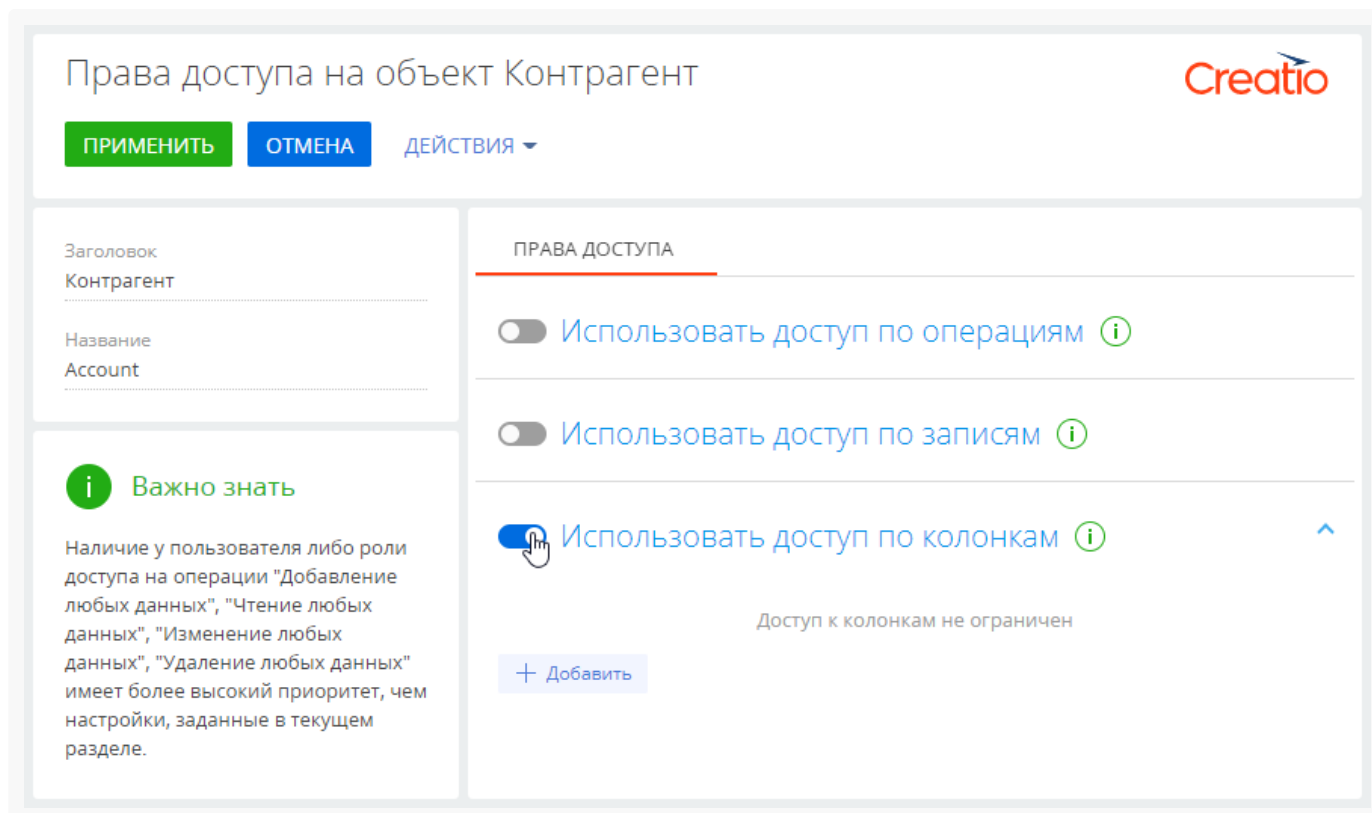 Права доступа на объект Контрагент
Creatio
ПРИМЕНИТЬ
ОТМЕНА
ДЕЙСТВИЯ
Заголовок
Контрагент
Название
Account
i
Важно знать
Наличие у пользователя либо роли
доступа на операции "Добавление
любых данных", "Чтение любых
данных", "Изменение любых
данных", "Удаление любых данных"
имеет более высокий приоритет, чем
настройки, заданные в текущем
разделе.
ПРАВА ДОСТУПА
Использовать доступ по операциям i
Использовать доступ по записям i
Использовать доступ по колонкам i
Доступ к колонкам не ограничен
+ Добавить